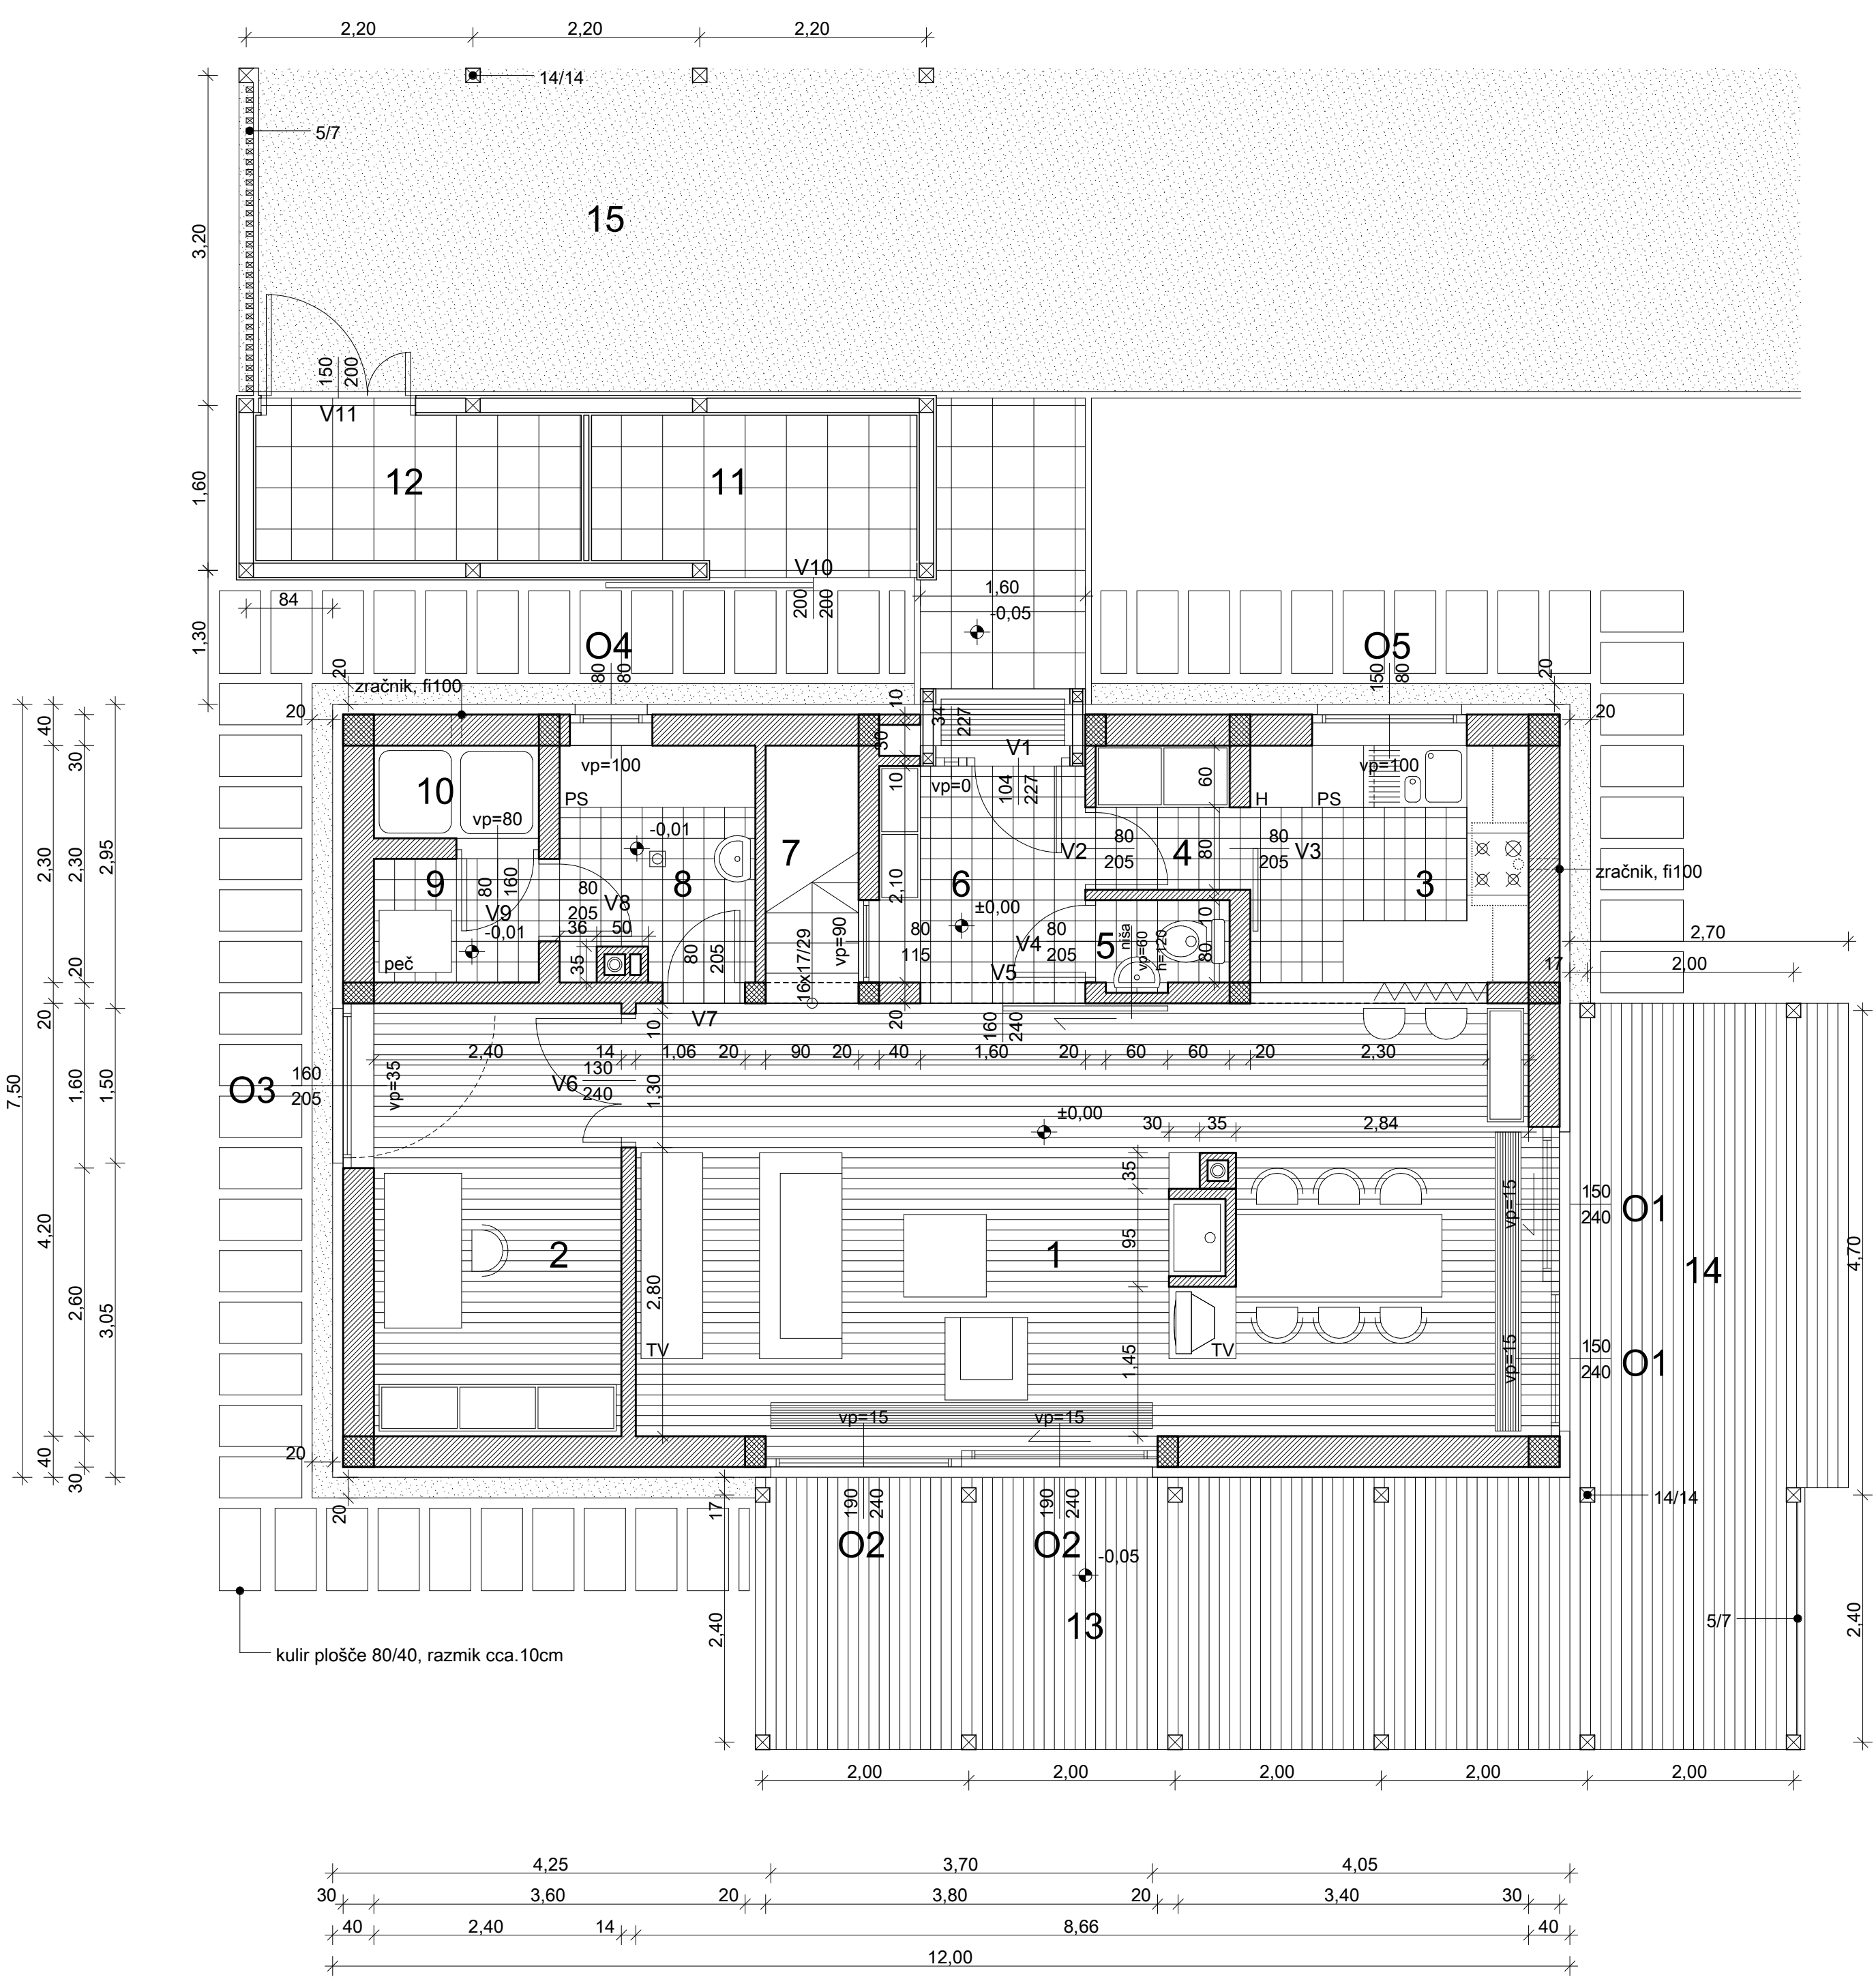 2,20 2,20 2,20
14/14
5/7
3,20
15
150
200
V11
12 11
1,60
V10
200
200
84
1,60
-0,05
1,30
O4
80
80
O5
150
80
20
zračnik, fi100
20
20
10
34
227
20
40
30
30
V1
vp=100
10
vp=0
104
227
60
vp=100
10
PS
H
PS
vp=80
-0,01
7
80
V2
205
4
80
80
V3
205
2,30
2,30
2,95
9
80
160
V9
80
V8
205
8
2,10
6
±0,00
3
zračnik, fi100
-0,01
36
50
35
peč
80
205
16x17/29
vp=90
80
115
V4
80
205
V5
5
niša
vp=60
h=120
10
80
2,70
17
2,00
20
20
V7
10
20
160
240
2,40 14 1,06 20 90 20 40 1,60 20 60 60 20 2,30
O3
160
205
vp=35
V6
130
240
1,30
7,50
1,60
1,50
±0,00
30 35 2,84
35
4,20
2
2,80
1
95
vp=15
150
240
O1
14
4,70
2,60
3,05
TV
1,45
TV
vp=15
150
240
O1
vp=15
vp=15
40
30
20
20
17
190
240
O2
190
240
O2
-0,05
14/14
13
2,40
5/7
2,40
kulir plošče 80/40, razmik cca.10cm
2,00 2,00 2,00 2,00 2,00
4,25 3,70 4,05
30 3,60 20 3,80 20 3,40 30
40 2,40 14 8,66 40
12,00
10